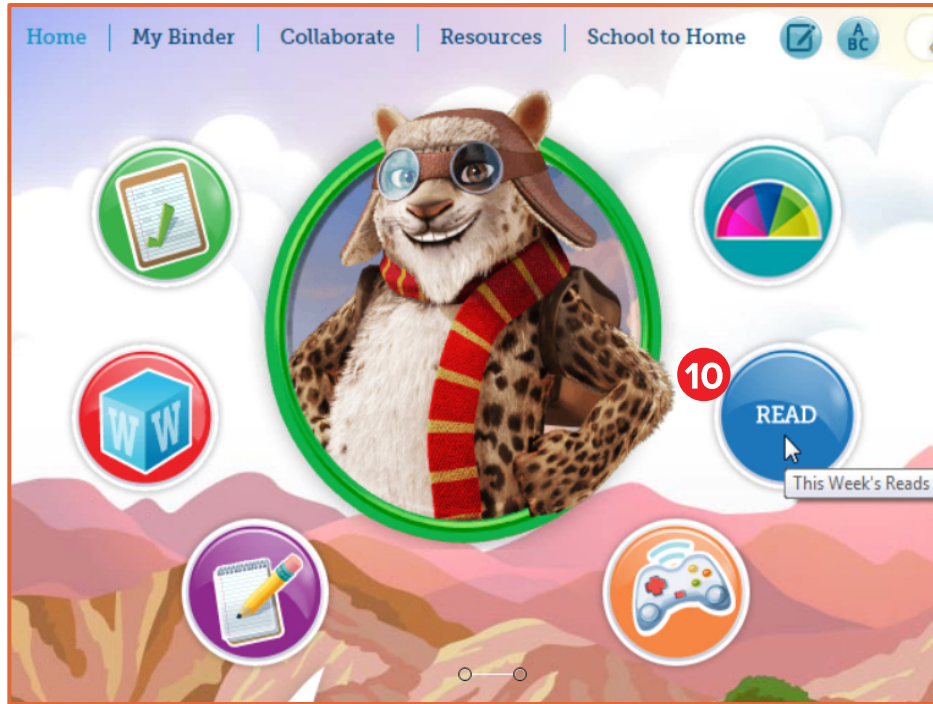 Home | My Binder | Collaborate | Resources | School to Home
A
BC
W W
10
READ
This Week's Reads